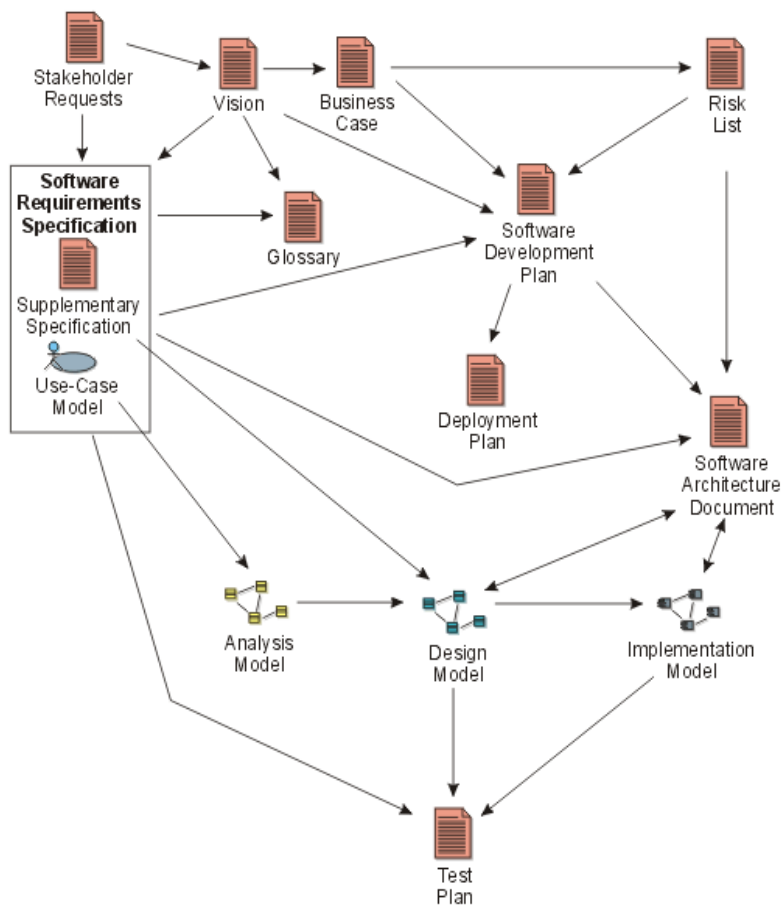 Stakeholder
Requests
Vision
Business
Case
Risk
List
Software
Requirements
Specification
Supplementary
Specification
Use-Case
Model
Glossary
Software
Development
Plan
Deployment
Plan
Software
Architecture
Document
Analysis
Model
Design
Model
Implementation
Model
Test
Plan